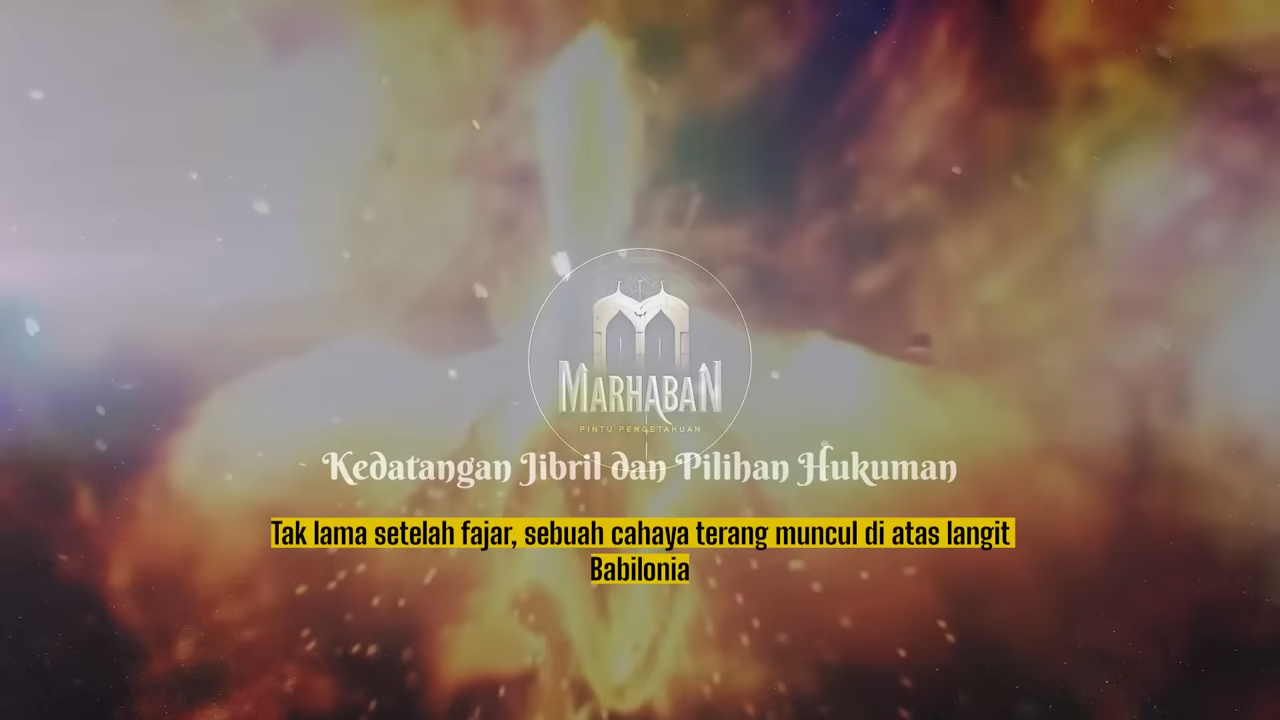 MARHABAN
PINTU PENGETAHUAN
Kedatangan Jibril dan Pilihan Hukuman
Tak lama setelah fajar, sebuah cahaya terang muncul di atas langit
Babilonia